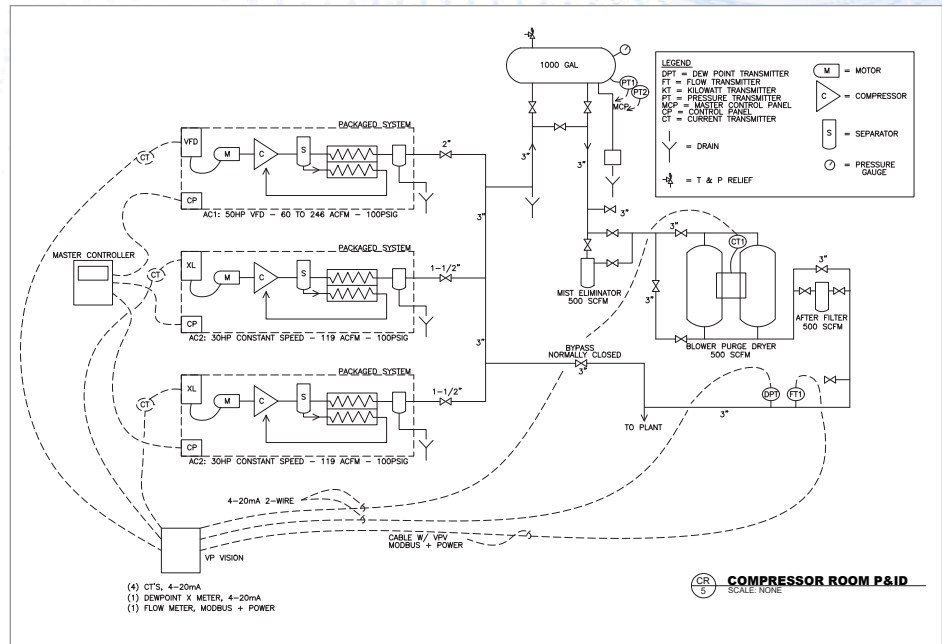 1000 GAL
PT1
PT2
MCP
LEGEND
DPT = DEW POINT TRANSMITTER
FT = FLOW TRANSMITTER
KT = KILOWATT TRANSMITTER
PT = PRESSURE TRANSMITTER
MCP = MASTER CONTROL PANEL
CP = CONTROL PANEL
CT = CURRENT TRANSMITTER
= DRAIN
= T & P RELIEF
M = MOTOR
C = COMPRESSOR
S = SEPARATOR
= PRESSURE
GAUGE
PACKAGED SYSTEM
CT
VFD
M
C
S
CP
2"
AC1: 50HP VFD - 60 TO 246 ACFM - 100PSIG
3"
3"
3"
3"
3"
MASTER CONTROLLER
PACKAGED SYSTEM
CT
XL
M
C
S
CP
1-1/2"
AC2: 30HP CONSTANT SPEED - 119 ACFM - 100PSIG
3"
MIST ELIMINATOR
500 SCFM
3"
3"
CT1
BLOWER PURGE DRYER
500 SCFM
3"
AFTER FILTER
500 SCFM
BYPASS
NORMALLY CLOSED
3"
PACKAGED SYSTEM
CT
XL
M
C
S
CP
1-1/2"
AC2: 30HP CONSTANT SPEED - 119 ACFM - 100PSIG
TO PLANT
3"
DPT
FT1
4-20mA 2-WIRE
CABLE W/ VPV
MODBUS + POWER
VP VISION
(4) CT'S, 4-20mA
(1) DEWPOINT X METER, 4-20mA
(1) FLOW METER, MODBUS + POWER
CR
5
COMPRESSOR ROOM P&ID
SCALE: NONE